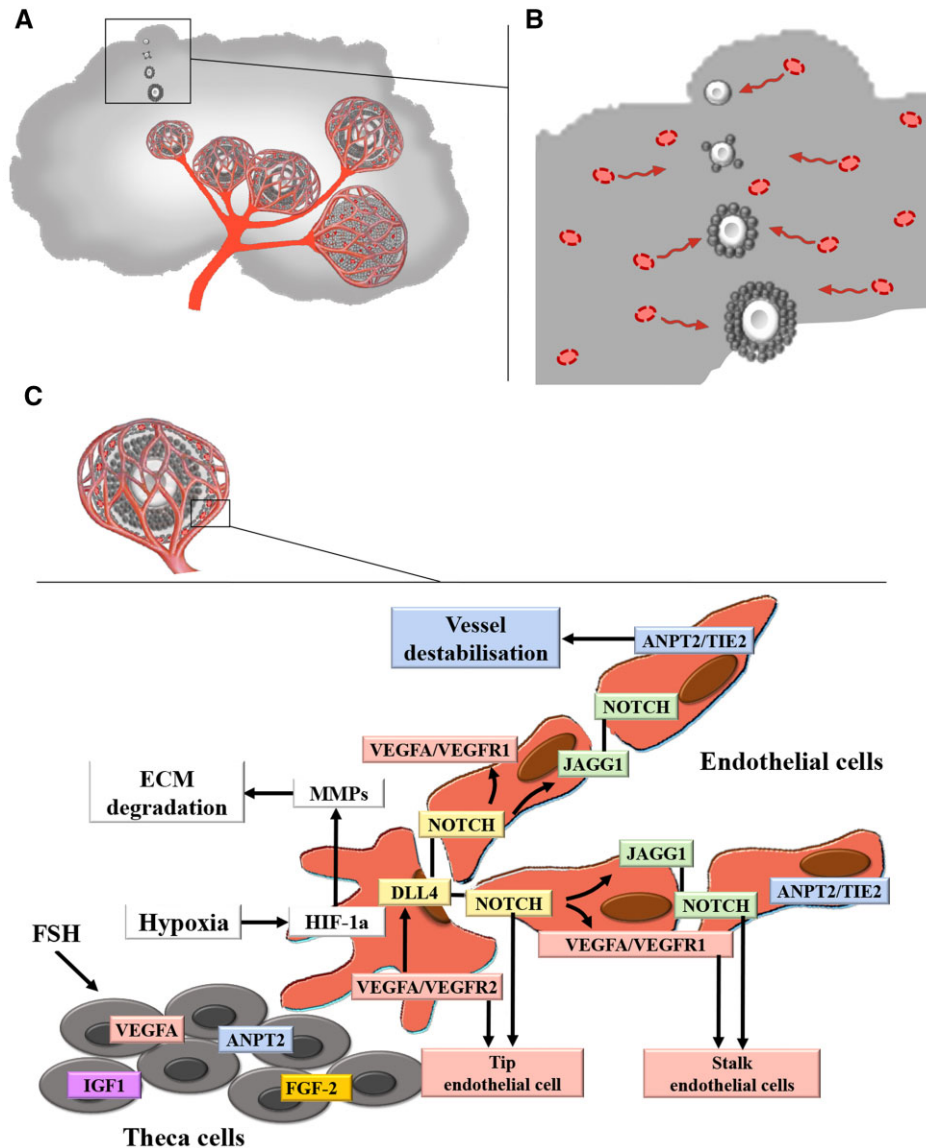 A
B
C
Vessel
destabilisation
ANPT2/TIE2
NOTCH
VEGFA/VEGFR1
JAGG1
Endothelial cells
ECM
degradation
MMPs
NOTCH
JAGG1
DLL4
NOTCH
NOTCH
ANPT2/TIE2
Hypoxia
HIF-1a
VEGFA/VEGFR1
FSH
VEGFA/VEGFR2
VEGFA
ANPT2
IGF1
FGF-2
Tip
endothelial cell
Stalk
endothelial cells
Theca cells